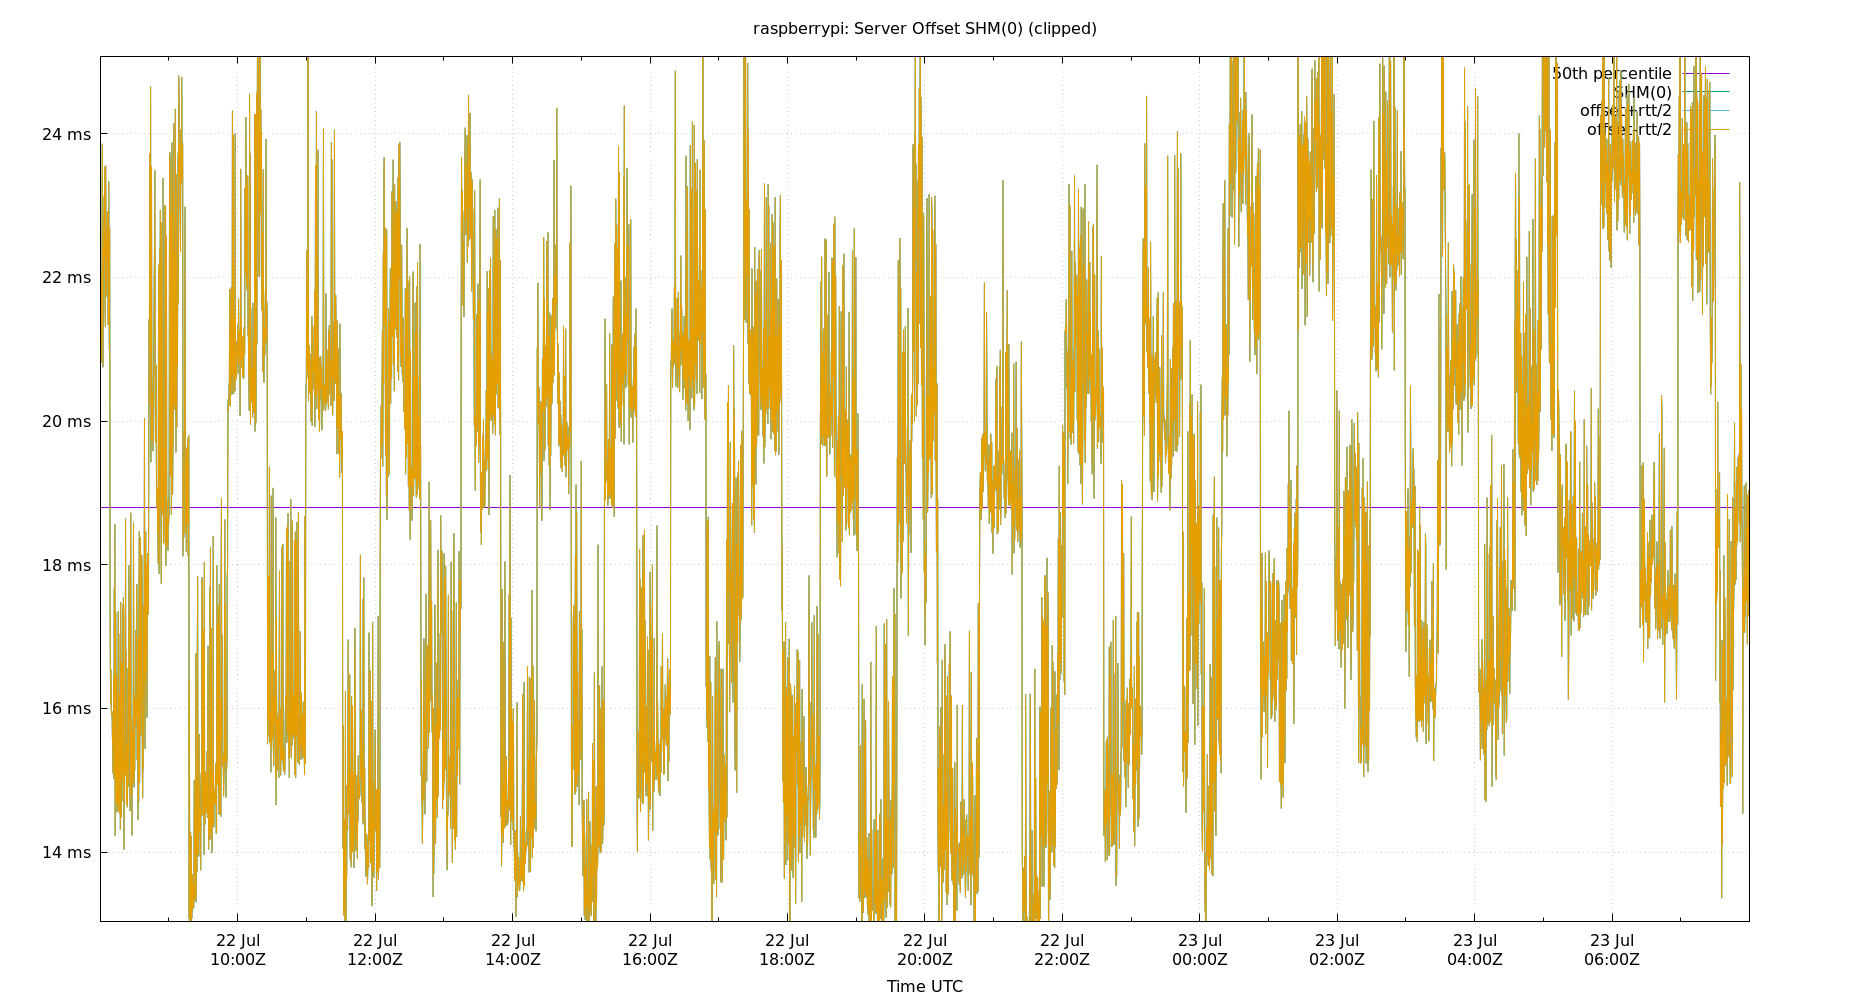 raspberrypi: Server Offset SHM(0) (clipped)
50th percentile
SHM(0)
offset+rtt/2
offset-rtt/2
24 ms
22 ms
20 ms
18 ms
16 ms
14 ms
22 Jul 22 Jul 22 Jul 22 Jul 22 Jul 22 Jul 22 Jul 23 Jul 23 Jul 23 Jul 23 Jul
10:00Z 12:00Z 14:00Z 16:00Z 18:00Z 20:00Z 22:00Z 00:00Z 02:00Z 04:00Z 06:00Z
Time UTC